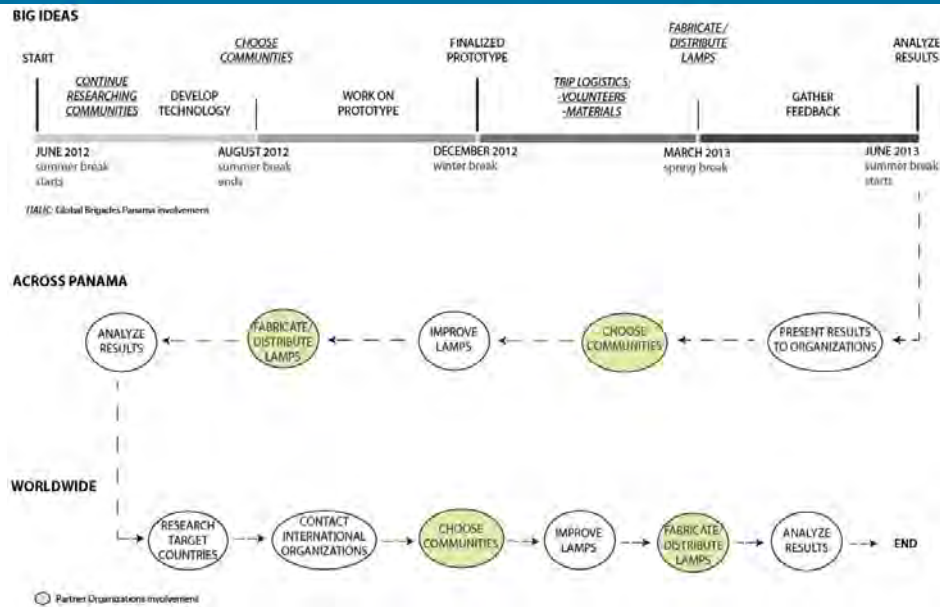 BIG IDEAS
START
CHOOSE
COMMUNITIES
FINALIZED
PROTOTYPE
FABRICATE/
DISTRIBUTE
LAMPS
ANALYZE
RESULTS
CONTINUE
RESEARCHING
COMMUNITIES
DEVELOP
TECHNOLOGY
WORK ON
PROTOTYPE
TRIP LOGISTICS:
-VOLUNTEERS
-MATERIALS
GATHER
FEEDBACK
JUNE 2012
summer break
starts
AUGUST 2012
summer break
ends
DECEMBER 2012
winter break
MARCH 2013
spring break
JUNE 2013
summer break
starts
ITALIC: Global Brigades Panama involvement
ACROSS PANAMA
ANALYZE
RESULTS
FABRICATE/
DISTRIBUTE
LAMPS
IMPROVE
LAMPS
CHOOSE
COMMUNITIES
PRESENT RESULTS
TO ORGANIZATIONS
WORLDWIDE
RESEARCH
TARGET
COUNTRIES
CONTACT
INTERNATIONAL
ORGANIZATIONS
CHOOSE
COMMUNITIES
IMPROVE
LAMPS
FABRICATE/
DISTRIBUTE
LAMPS
ANALYZE
RESULTS
END
Partner Organizations involvement